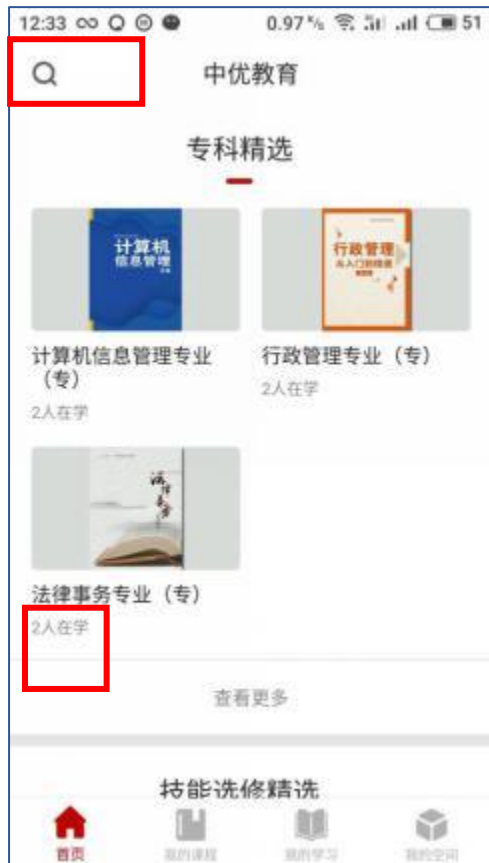 12:33
0.97 ᴷ/s
51
中优教育
专科精选
计算机
信息管理
行政管理
从入门到精通
法律事务
计算机信息管理专业
（专）
2人在学
行政管理专业（专）
2人在学
法律事务专业（专）
2人在学
查看更多
技能选修精选
首页
我的课程
我的学习
我的空间